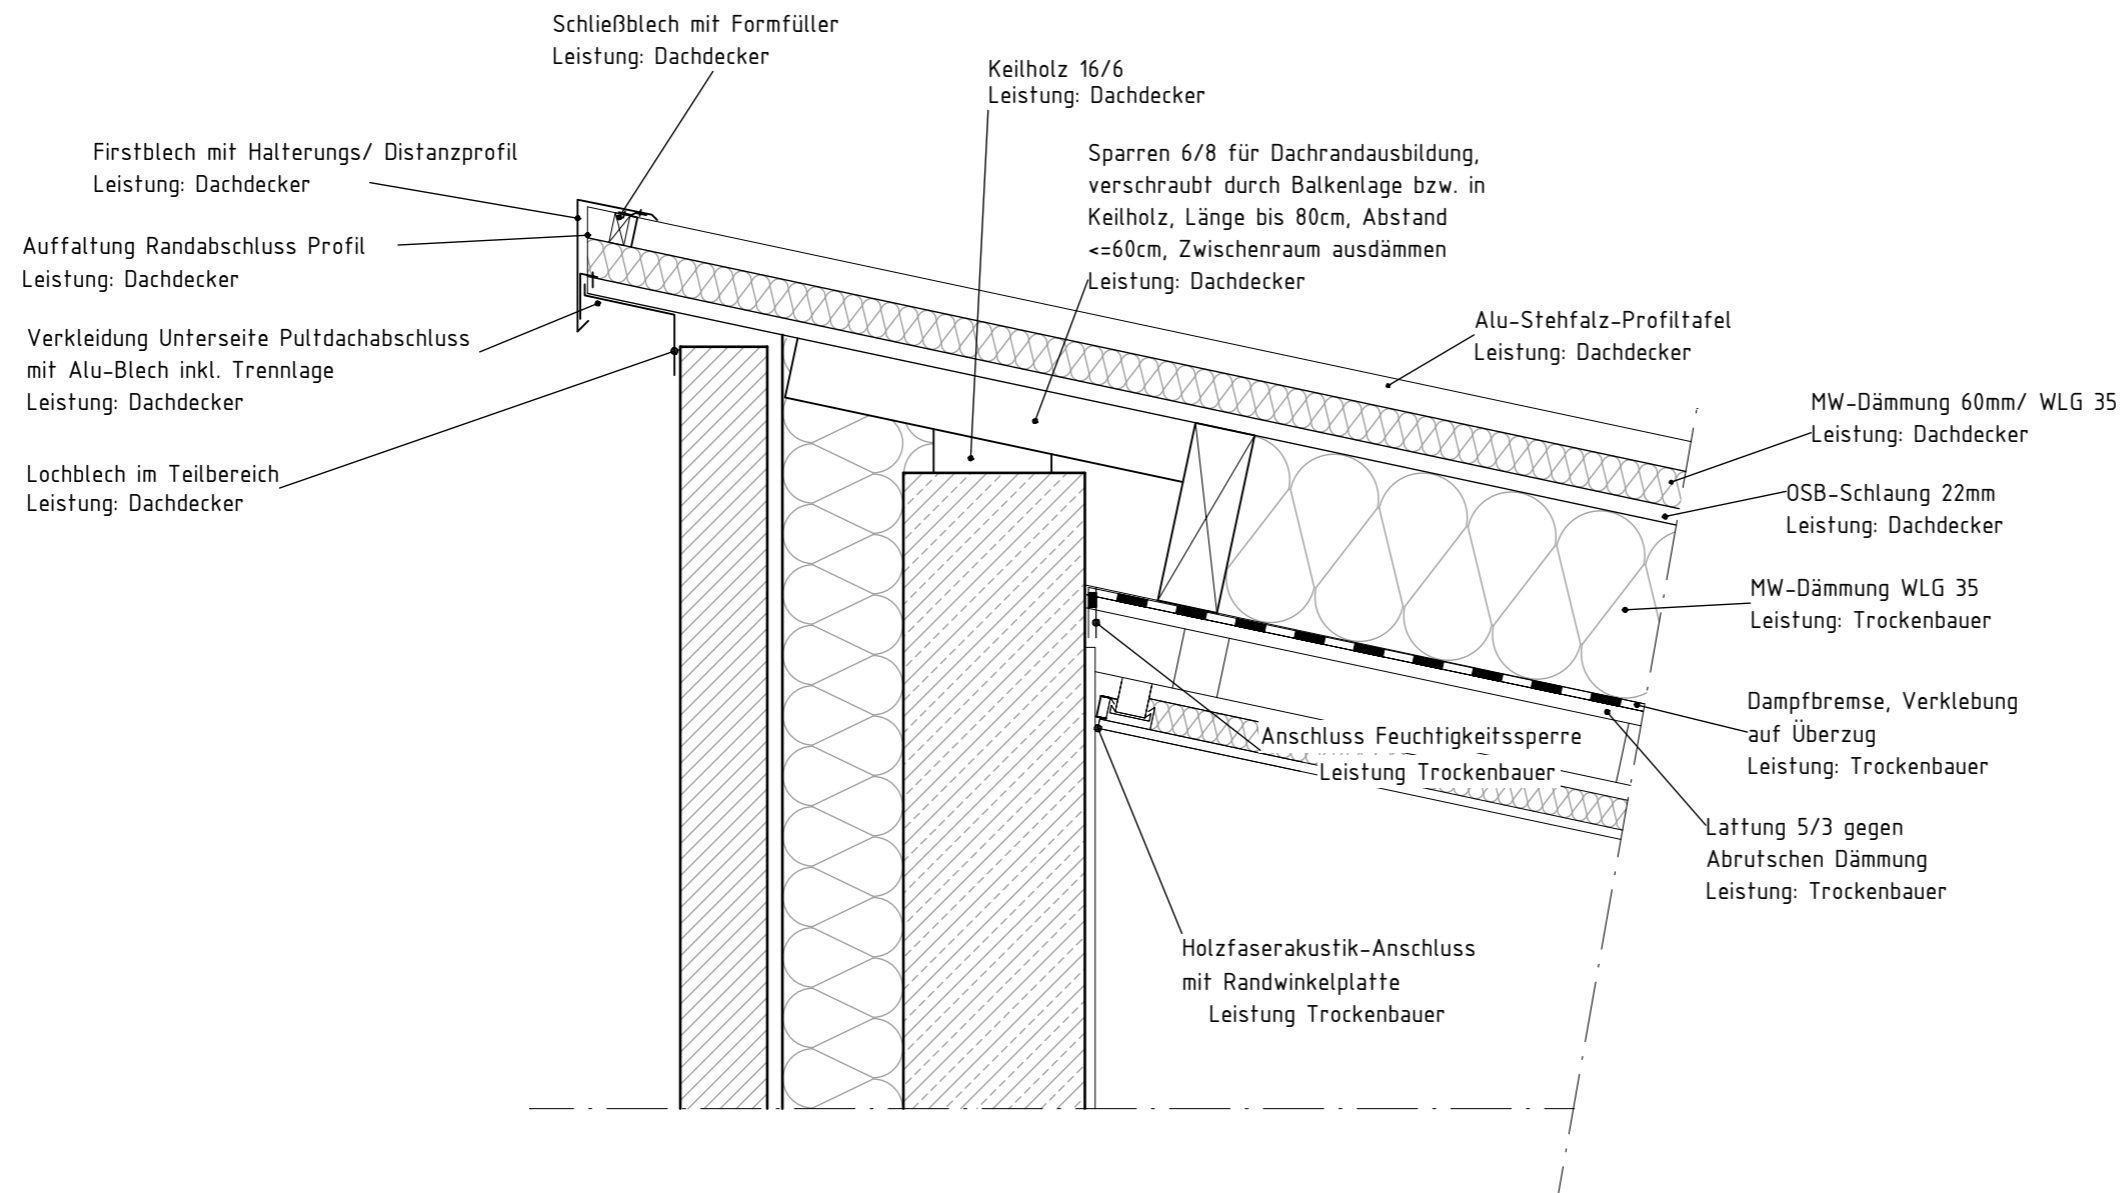 Schließblech mit Formfüller
Leistung: Dachdecker
Keilholz 16/6
Leistung: Dachdecker
Firstblech mit Halterungs/ Distanzprofil
Leistung: Dachdecker
Sparren 6/8 für Dachrandausbildung,
verschraubt durch Balkenlage bzw. in
Keilholz, Länge bis 80cm, Abstand
<=60cm, Zwischenraum ausdämmen
Leistung: Dachdecker
Auffaltung Randabschluss Profil
Leistung: Dachdecker
Verkleidung Unterseite Pultdachabschluss
mit Alu-Blech inkl. Trennlage
Leistung: Dachdecker
Alu-Stehfalz-Profiltafel
Leistung: Dachdecker
MW-Dämmung 60mm/ WLG 35
Leistung: Dachdecker
Lochblech im Teilbereich
Leistung: Dachdecker
OSB-Schlaung 22mm
Leistung: Dachdecker
MW-Dämmung WLG 35
Leistung: Trockenbauer
Dampfbremse, Verklebung
auf Überzug
Leistung: Trockenbauer
Anschluss Feuchtigkeitssperre
Leistung Trockenbauer
Lattung 5/3 gegen
Abrutschen Dämmung
Leistung: Trockenbauer
Holzfaserakustik-Anschluss
mit Randwinkelplatte
Leistung Trockenbauer